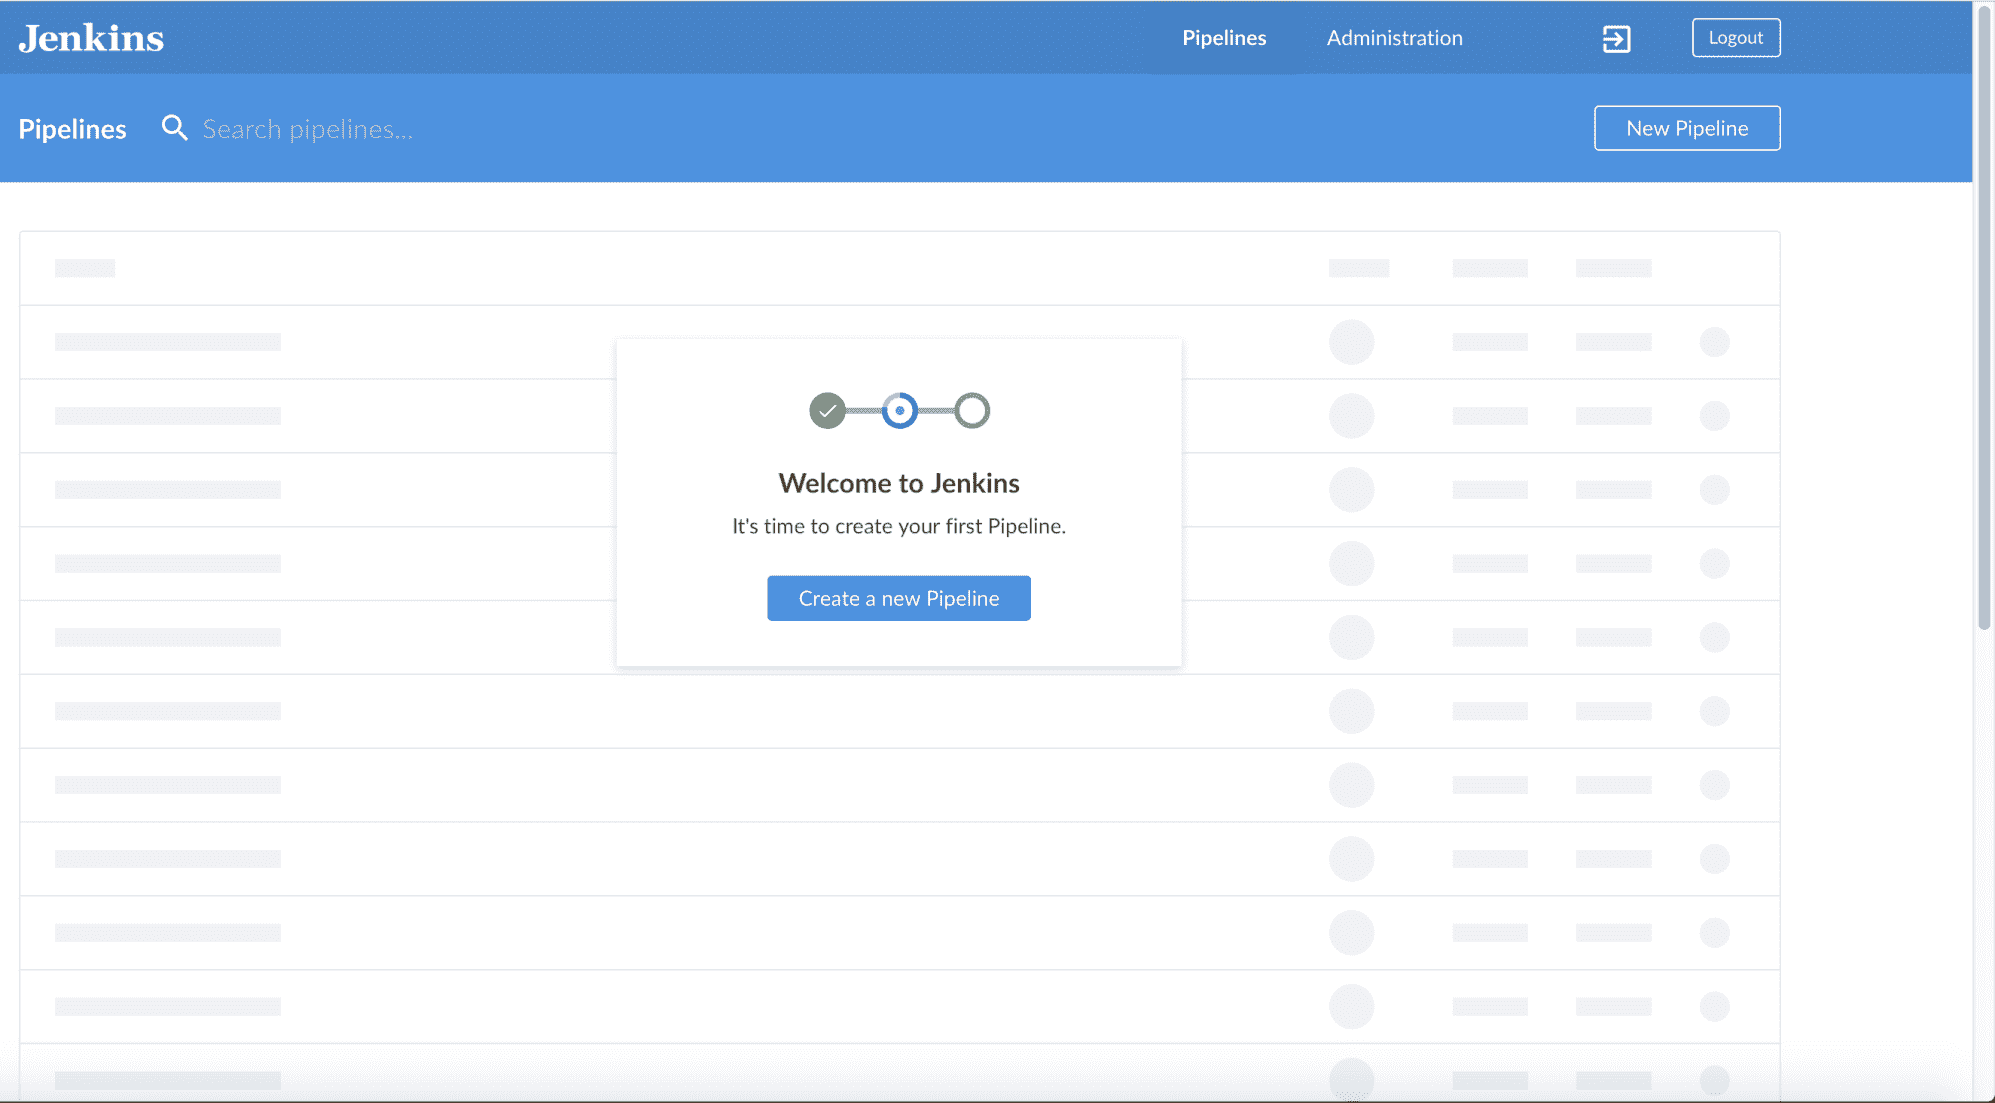 Jenkins
Pipelines
Administration
Logout
Pipelines
Search pipelines...
New Pipeline
Welcome to Jenkins
It's time to create your first Pipeline.
Create a new Pipeline